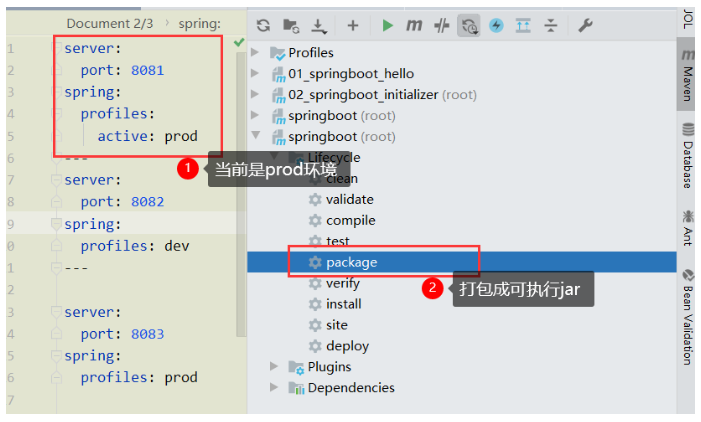 Document 2/3 › spring:
1 server:
2 port: 8081
3 spring:
4 profiles:
5 active: prod
6 ---
7 server:
8 port: 8082
9 spring:
0 profiles: dev
1 ---
2
3 server:
4 port: 8083
5 spring:
6 profiles: prod
7
1 当前是prod环境
Profiles
01_springboot_hello
02_springboot_initializer (root)
springboot (root)
springboot (root)
Lifecycle
clean
validate
compile
test
package
verify
install
site
deploy
Plugins
Dependencies
2 打包成可执行jar
JOL
m Maven
Database
Ant
Bean Validation